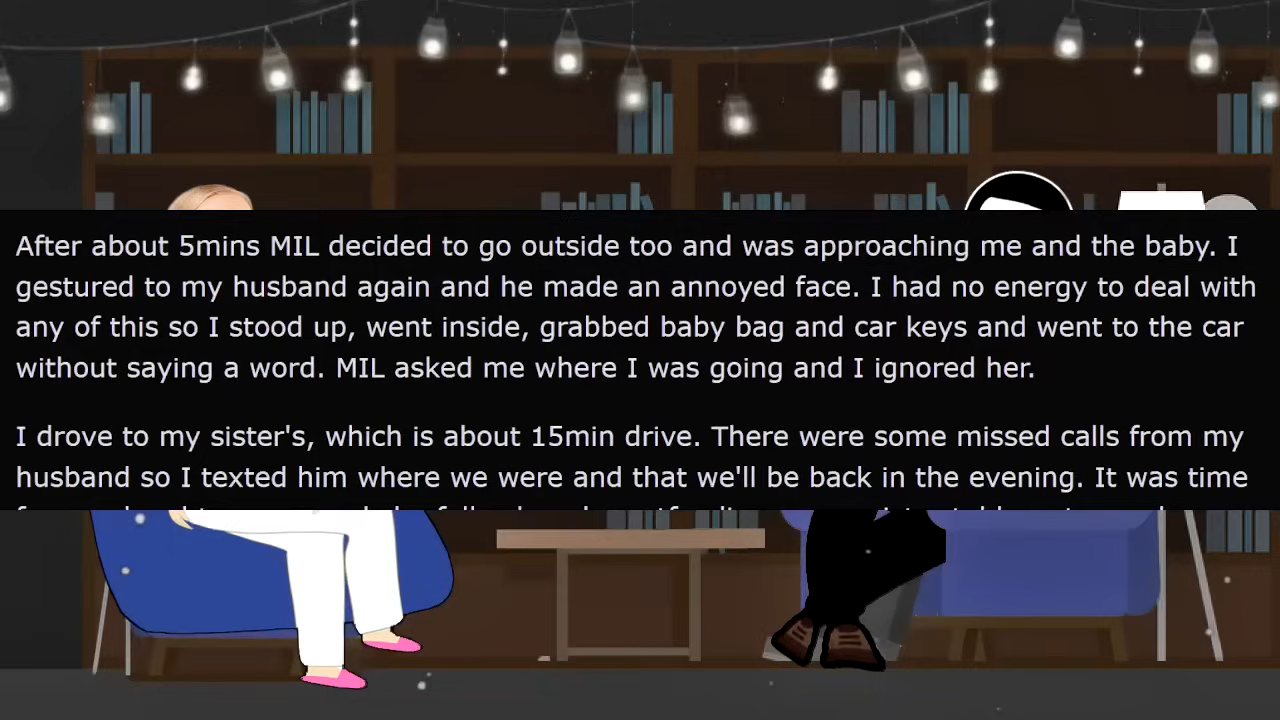 After about 5mins MIL decided to go outside too and was approaching me and the baby. I
gestured to my husband again and he made an annoyed face. I had no energy to deal with
any of this so I stood up, went inside, grabbed baby bag and car keys and went to the car
without saying a word. MIL asked me where I was going and I ignored her.
I drove to my sister's, which is about 15min drive. There were some missed calls from my
husband so I texted him where we were and that we'll be back in the evening. It was time